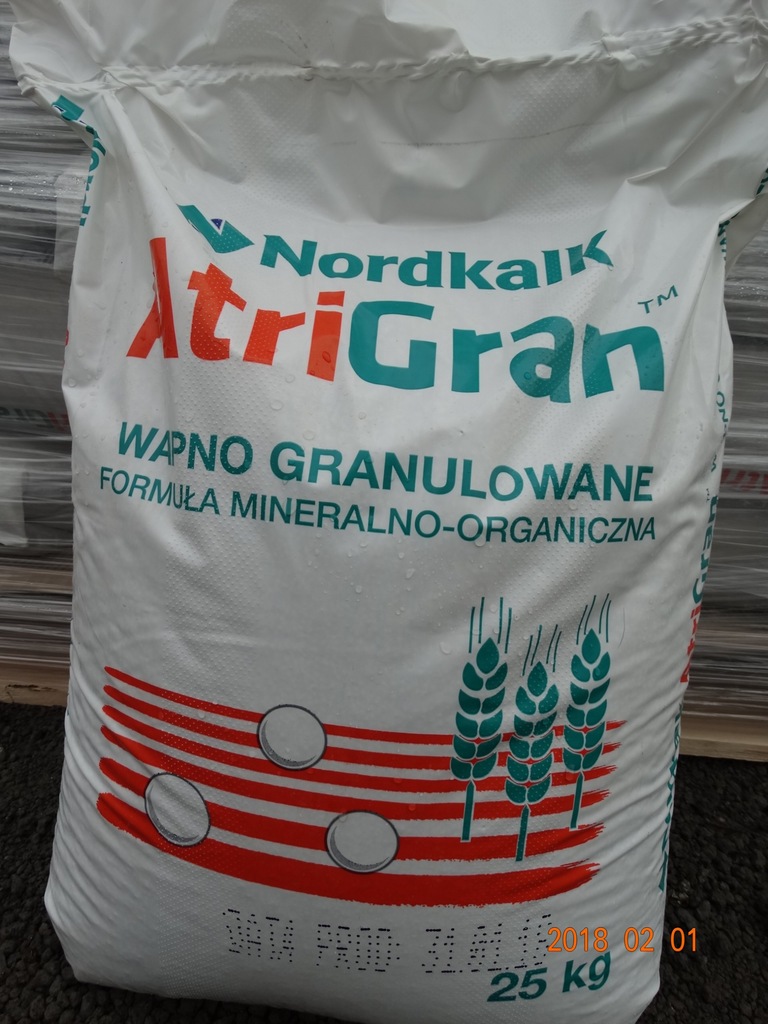 Nordkalk
AtriGran™
WAPNO GRANULOWANE
FORMUŁA MINERALNO-ORGANICZNA
DATA PROD: 31.01.18
2018 02 01
25 kg